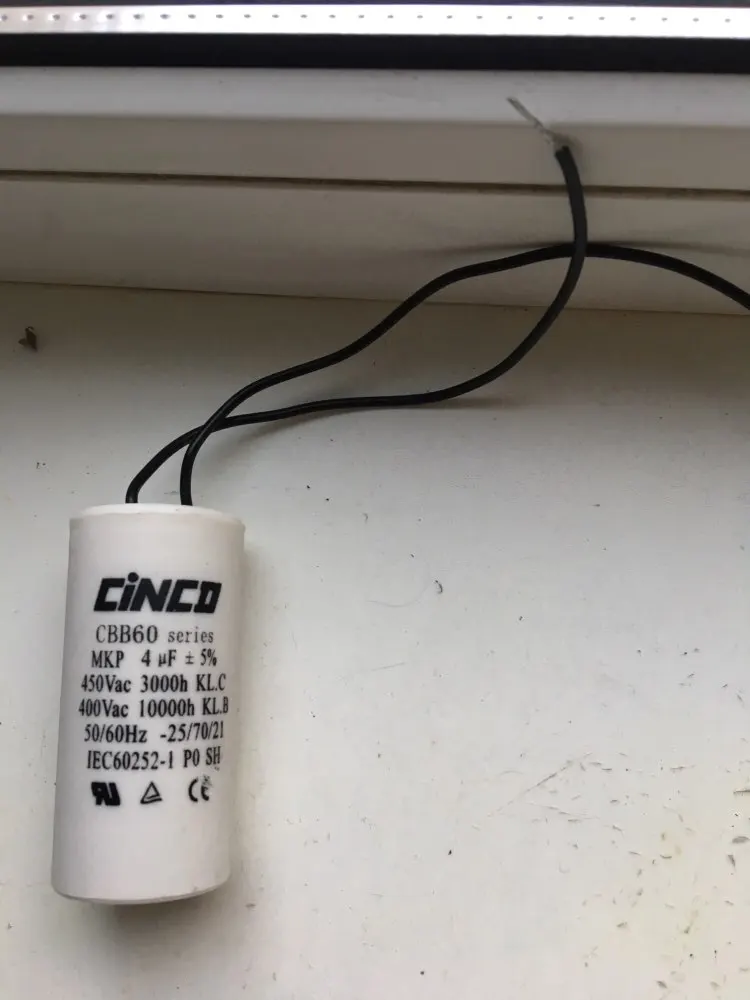 CiNCO
CBB60 series
MKP 4 µF ± 5%
450Vac 3000h KL.C
400Vac 10000h KL.B
50/60Hz -25/70/21
IEC60252-1 P0 SH
CE